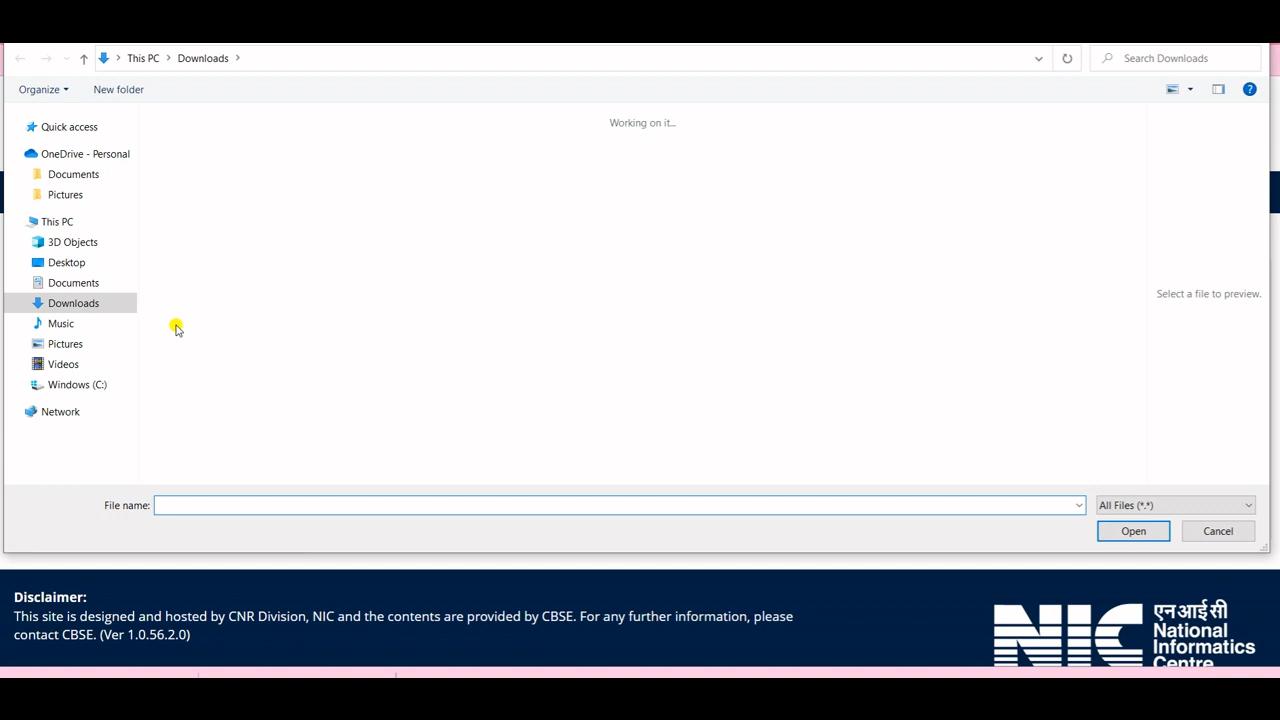 This PC
Downloads
Search Downloads
Organize
New folder
Working on it...
Quick access
OneDrive - Personal
Documents
Pictures
This PC
3D Objects
Desktop
Documents
Downloads
Music
Pictures
Videos
Windows (C:)
Network
Select a file to preview.
File name:
All Files (*.*)
Open
Cancel
Disclaimer:
This site is designed and hosted by CNR Division, NIC and the contents are provided by CBSE. For any further information, please
contact CBSE. (Ver 1.0.56.2.0)
NIC
एन आई सी
National
Informatics
Centre